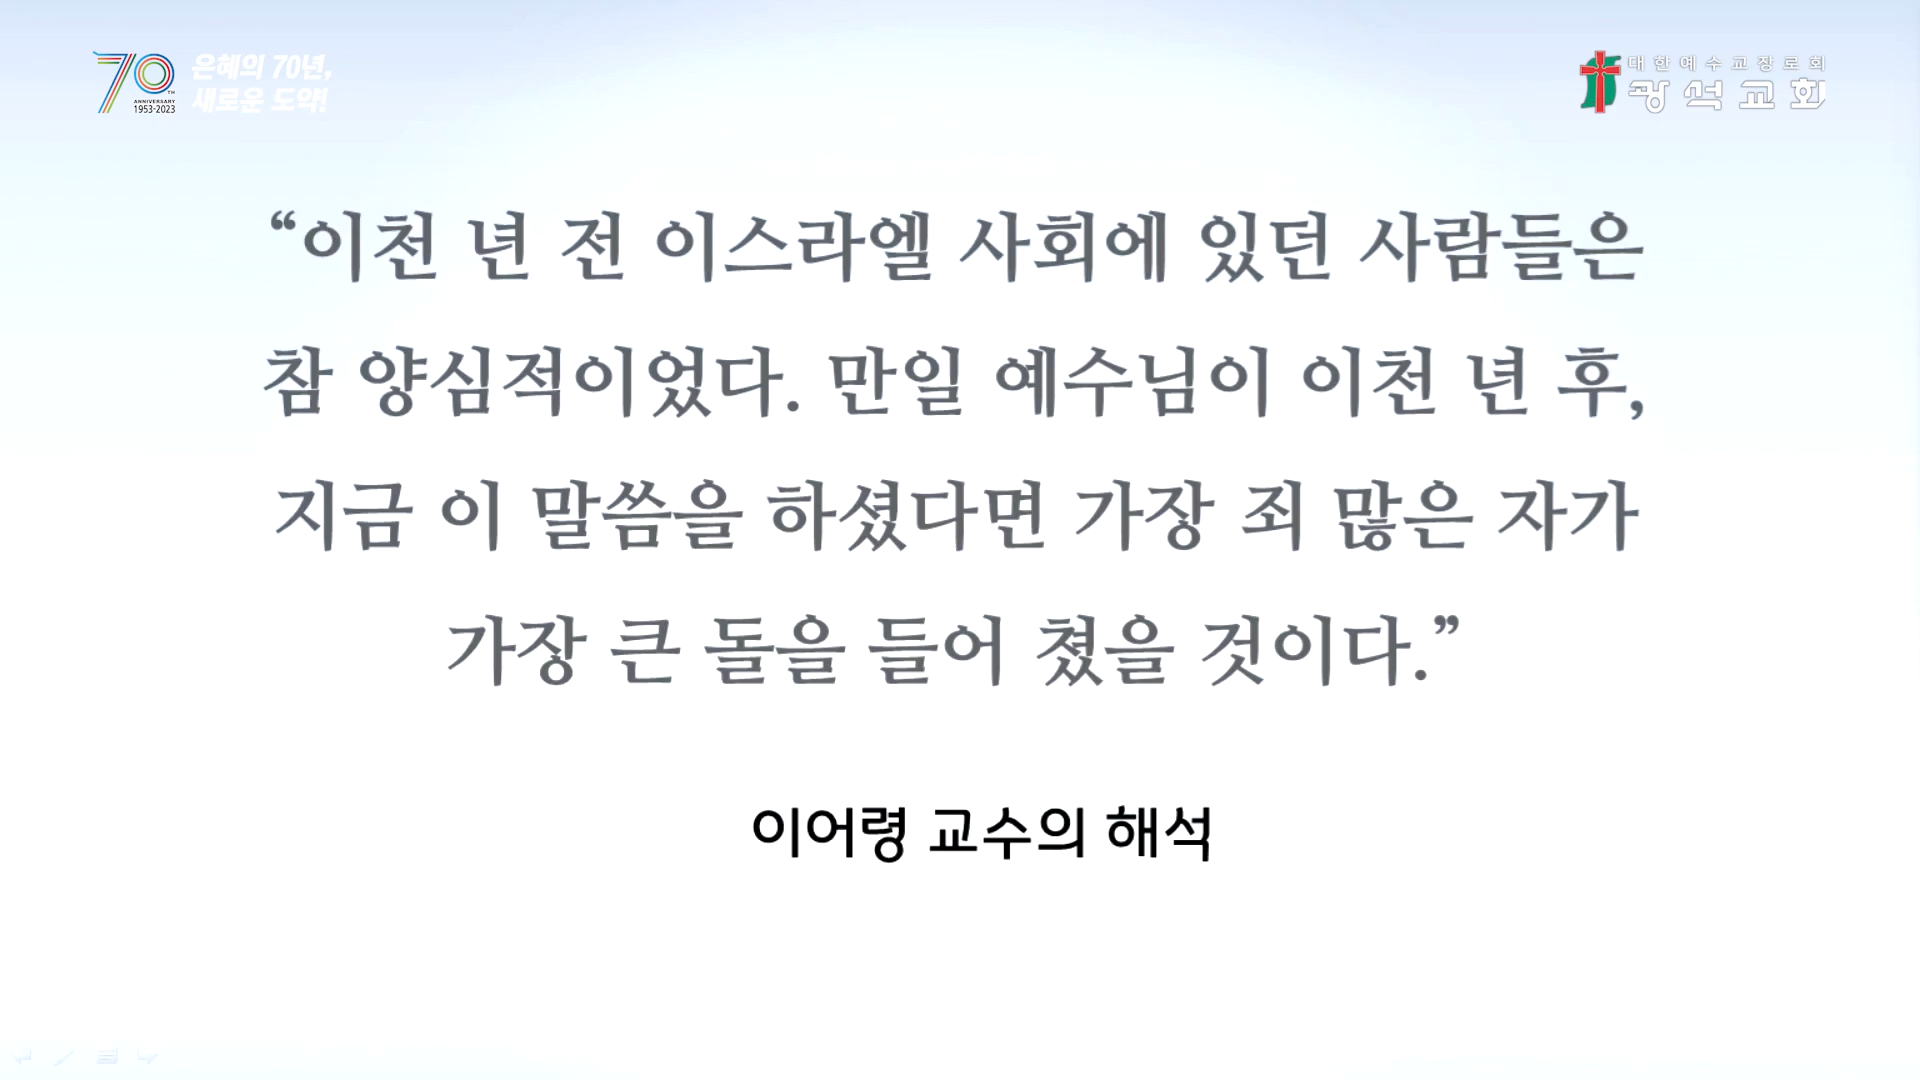 70TH
ANNIVERSARY
1953-2023
은혜의 70년,
새로운 도약!
대한예수교장로회
광석교회
“이천 년 전 이스라엘 사회에 있던 사람들은
참 양심적이었다. 만일 예수님이 이천 년 후,
지금 이 말씀을 하셨다면 가장 죄 많은 자가
가장 큰 돌을 들어 쳤을 것이다.”
이어령 교수의 해석